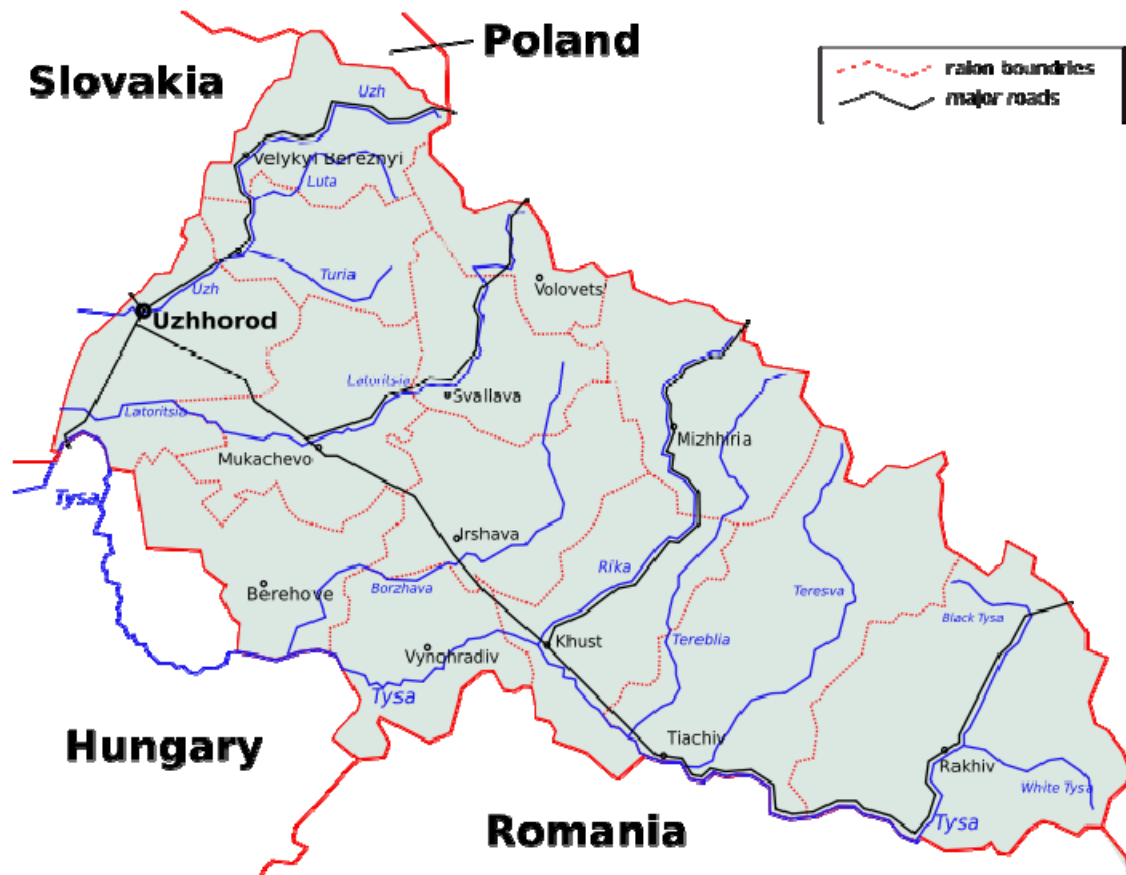 Poland
Slovakia
raion boundries
major roads
Uzh
Velykyi Bereznyi
Luta
Turia
Uzh
Volovets
Uzhhorod
Latoritsia
Svaliava
Latoritsia
Mizhhiria
Mukachevo
Tysa
Irshava
Rika
Berehove
Borzhava
Teresva
Black Tysa
Khust
Tereblia
Vynohradiv
Tysa
Tiachiv
Hungary
Rakhiv
White Tysa
Romania
Tysa